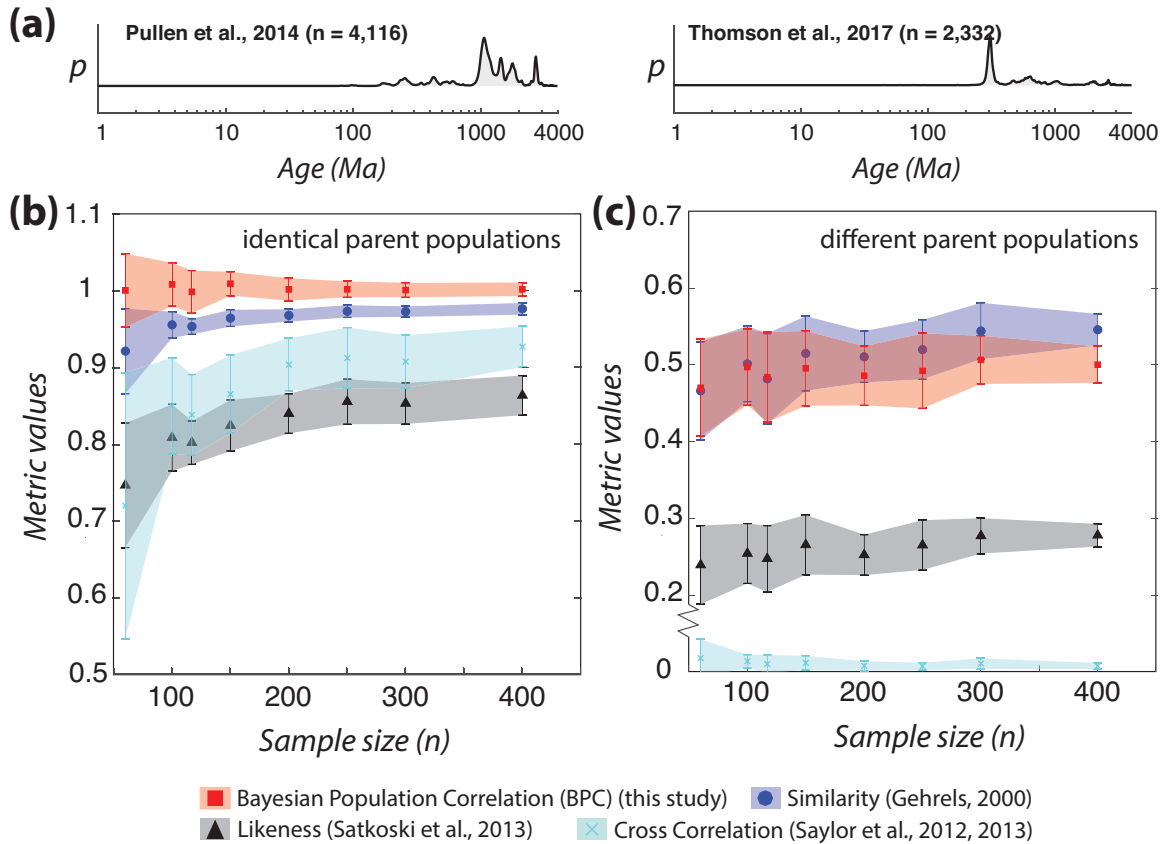 (a)
Pullen et al., 2014 (n = 4,116)
p
1 10 100 1000 4000
Age (Ma)
Thomson et al., 2017 (n = 2,332)
p
1 10 100 1000 4000
Age (Ma)
(b)
identical parent populations
1.1
1
0.9
0.8
0.7
0.6
0.5
Metric values
100 200 300 400
Sample size (n)
(c)
different parent populations
0.7
0.6
0.5
0.4
0.3
0.2
0
Metric values
100 200 300 400
Sample size (n)
Bayesian Population Correlation (BPC) (this study)
Similarity (Gehrels, 2000)
Likeness (Satkoski et al., 2013)
Cross Correlation (Saylor et al., 2012, 2013)